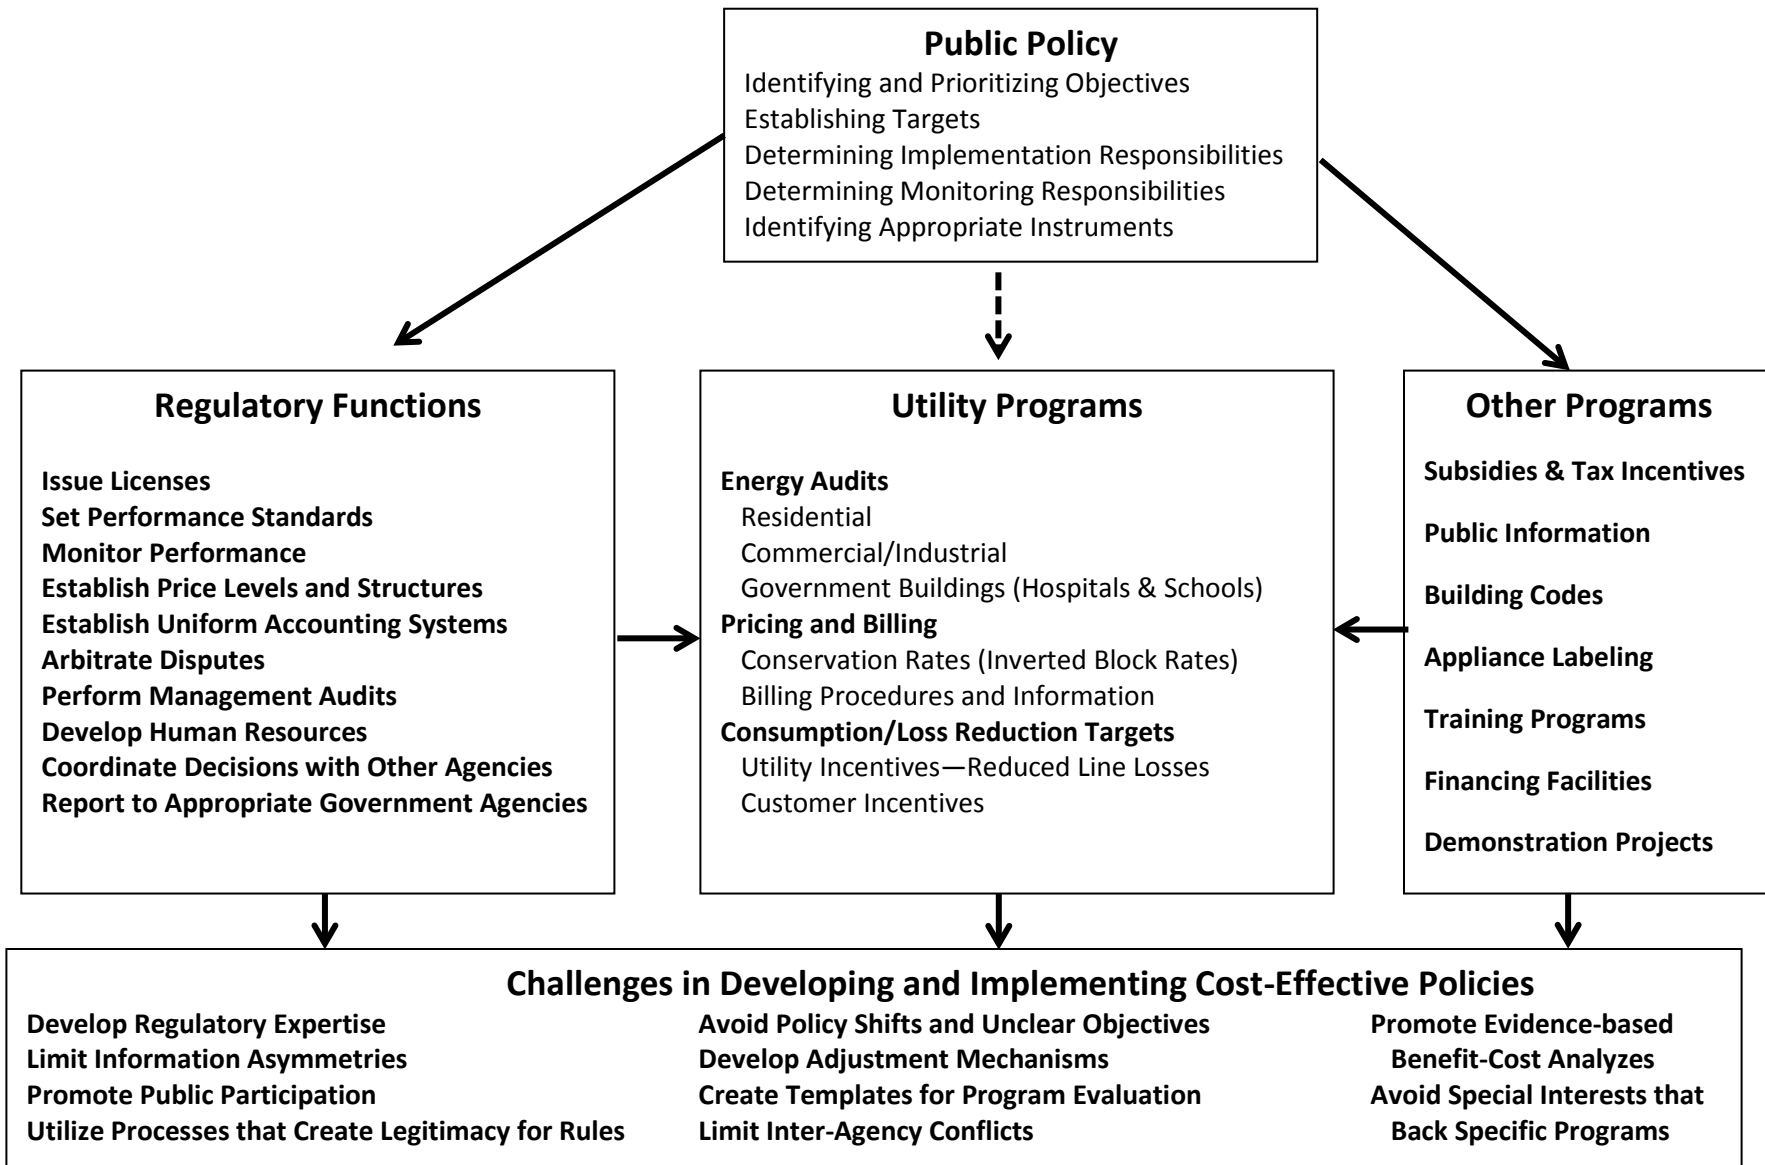 Public Policy
Identifying and Prioritizing Objectives
Establishing Targets
Determining Implementation Responsibilities
Determining Monitoring Responsibilities
Identifying Appropriate Instruments
Regulatory Functions
Issue Licenses
Set Performance Standards
Monitor Performance
Establish Price Levels and Structures
Establish Uniform Accounting Systems
Arbitrate Disputes
Perform Management Audits
Develop Human Resources
Coordinate Decisions with Other Agencies
Report to Appropriate Government Agencies
Utility Programs
Energy Audits
Residential
Commercial/Industrial
Government Buildings (Hospitals & Schools)
Pricing and Billing
Conservation Rates (Inverted Block Rates)
Billing Procedures and Information
Consumption/Loss Reduction Targets
Utility Incentives—Reduced Line Losses
Customer Incentives
Other Programs
Subsidies & Tax Incentives
Public Information
Building Codes
Appliance Labeling
Training Programs
Financing Facilities
Demonstration Projects
Challenges in Developing and Implementing Cost-Effective Policies
Develop Regulatory Expertise
Limit Information Asymmetries
Promote Public Participation
Utilize Processes that Create Legitimacy for Rules
Avoid Policy Shifts and Unclear Objectives
Develop Adjustment Mechanisms
Create Templates for Program Evaluation
Limit Inter-Agency Conflicts
Promote Evidence-based
Benefit-Cost Analyzes
Avoid Special Interests that
Back Specific Programs